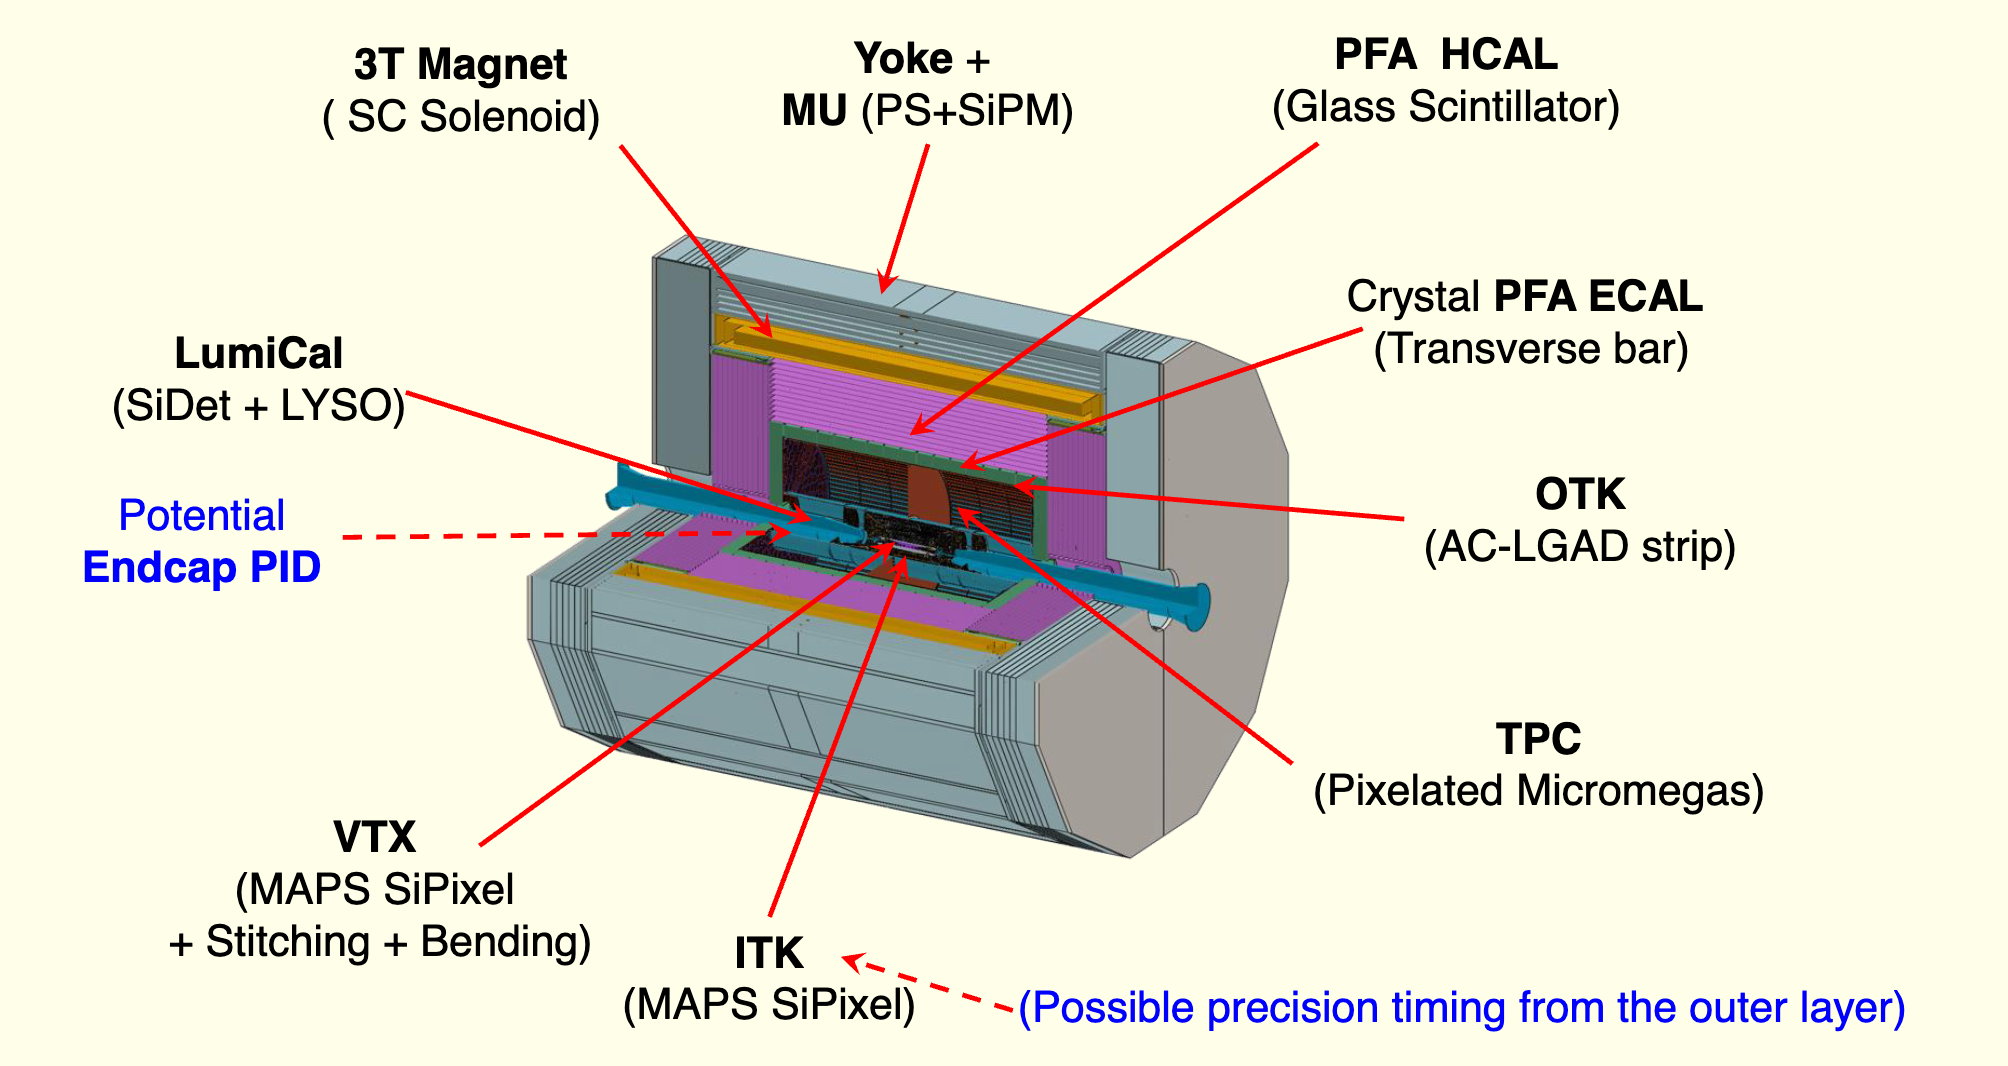 3T Magnet
( SC Solenoid)
Yoke +
MU (PS+SiPM)
PFA HCAL
(Glass Scintillator)
Crystal PFA ECAL
(Transverse bar)
LumiCal
(SiDet + LYSO)
Potential
Endcap PID
OTK
(AC-LGAD strip)
TPC
(Pixelated Micromegas)
VTX
(MAPS SiPixel
+ Stitching + Bending)
ITK
(MAPS SiPixel)
(Possible precision timing from the outer layer)